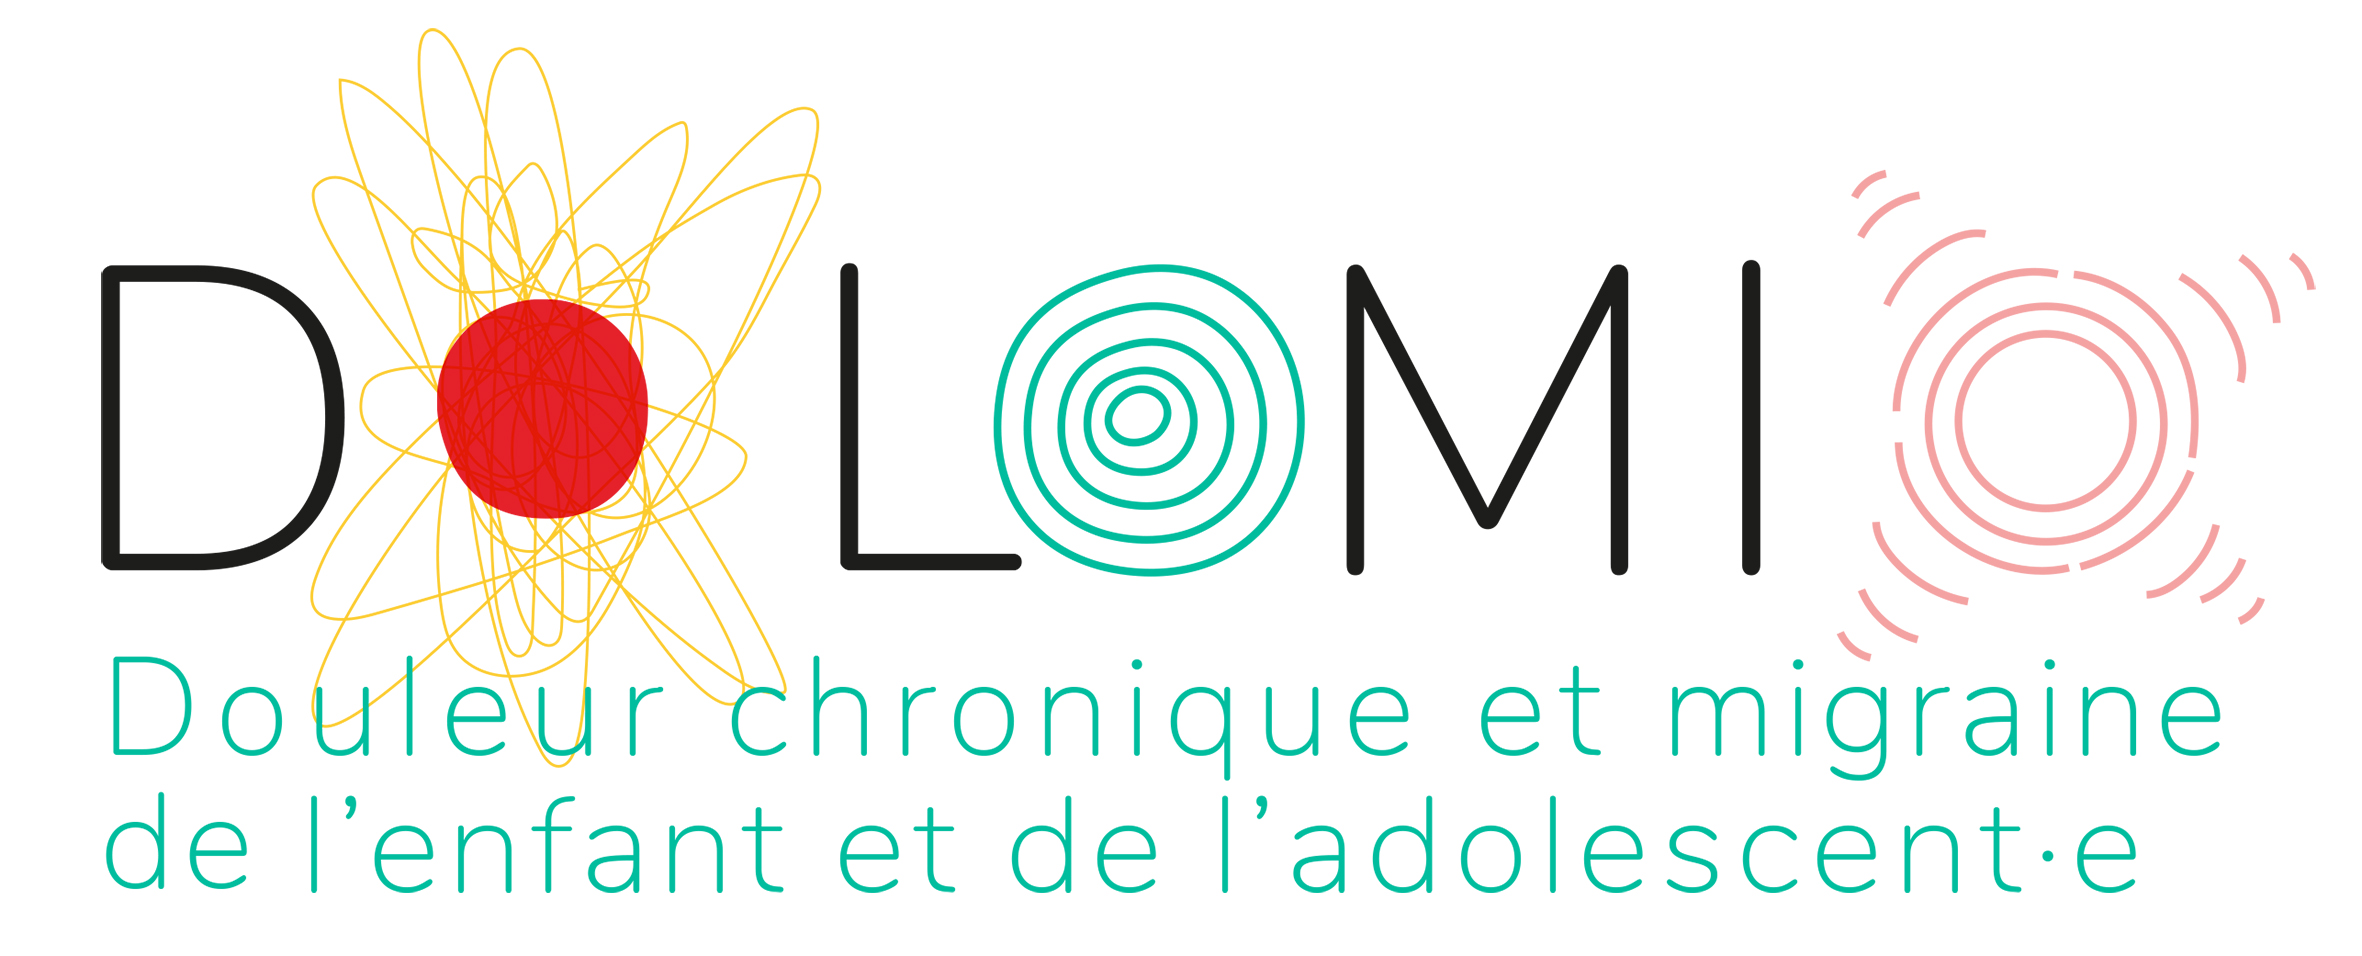 DOLOMIO
Douleur chronique et migraine
de l’enfant et de l’adolescent·e